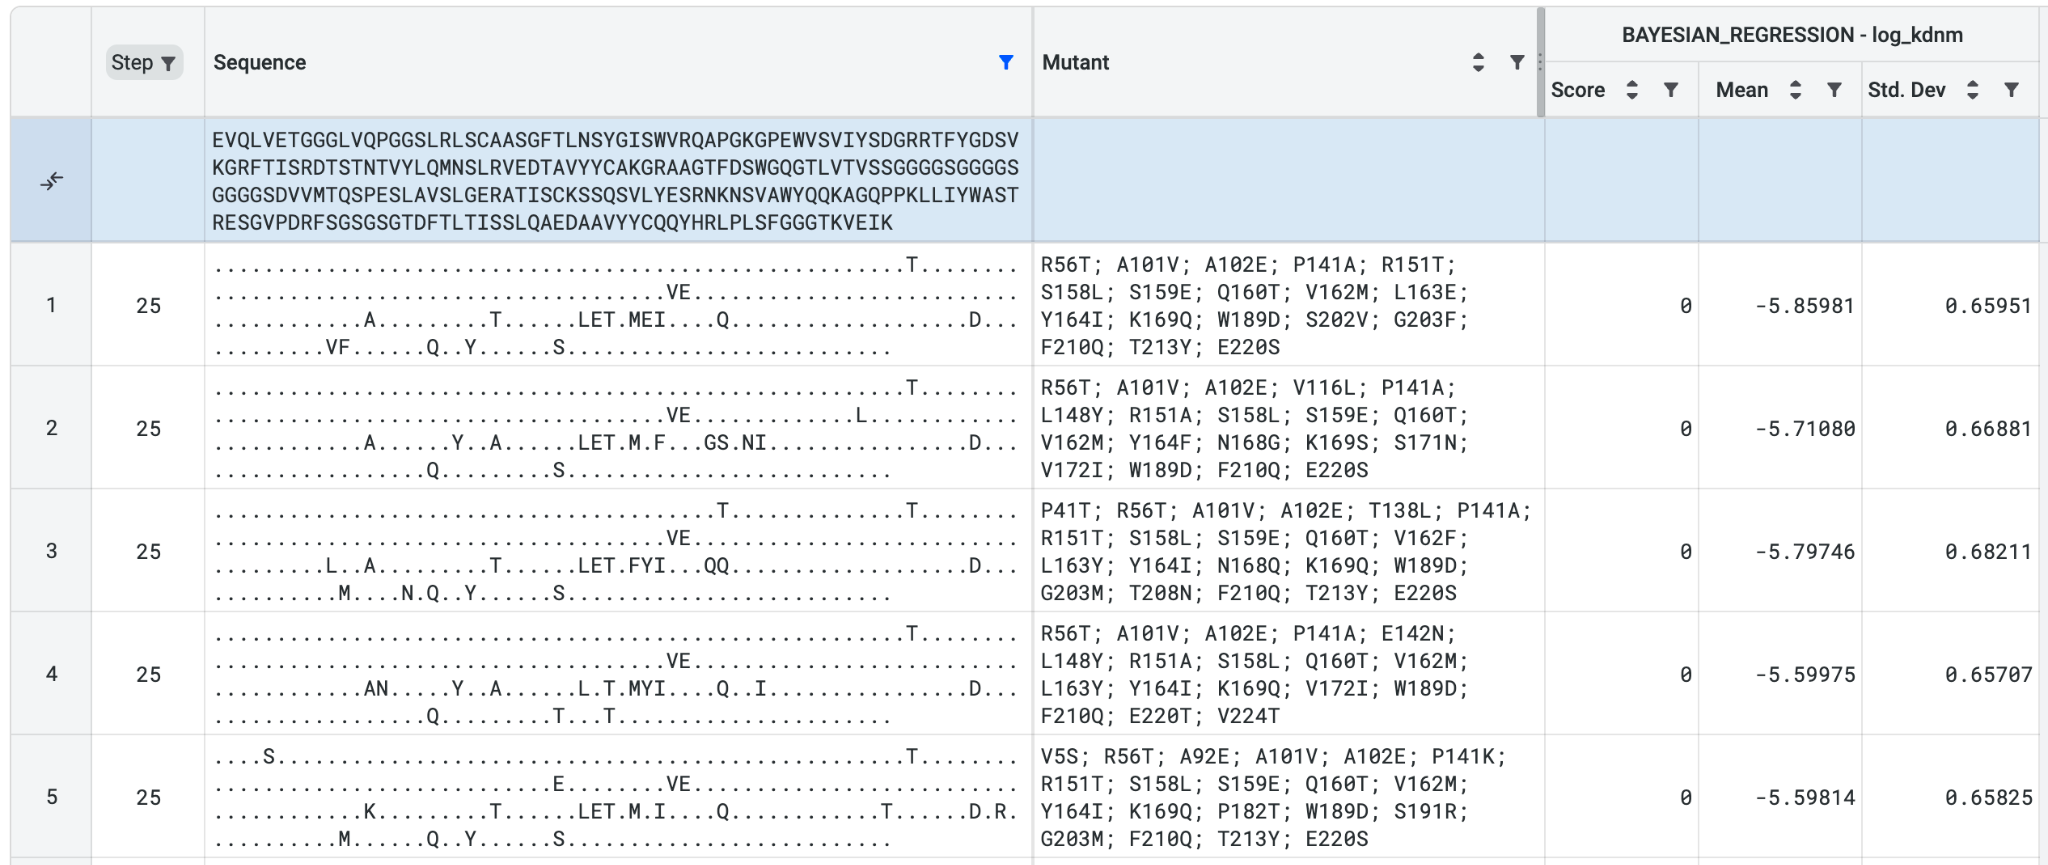 BAYESIAN_REGRESSION - log_kdnm
Step
Sequence
Mutant
Score
Mean
Std. Dev
EVQLVETGGGLVQPGGSLRLSCAASGFTLNSYGISWVRQAPGKGPEWVSVIYSDGRRTFYGDSV
KGRFTISRDTSTNTVYLQMNSLRVEDTAVYYCAKGRAAGTFDSWGQGTLVTVSSGGGGSGGGGS
GGGGSDVVMTQSPESLAVSLGERATISCKSSQSVLYESRNKNSVAWYQQKAGQPPKLLIYWAST
RESGVPDRFSGSGSGTDFTLTISSLQAEDAAVYYCQQYHRLPLSFGGGTKVEIK
1
25
.......................................................T........
....................................VE..........................
............A.........T......LET.MEI....Q...................D...
.........VF......Q..Y......S..........................
R56T; A101V; A102E; P141A; R151T;
S158L; S159E; Q160T; V162M; L163E;
Y164I; K169Q; W189D; S202V; G203F;
F210Q; T213Y; E220S
0
-5.85981
0.65951
2
25
.......................................................T........
....................................VE.............L............
............A......Y..A......LET.M.F...GS.NI................D...
.................Q.........S..........................
R56T; A101V; A102E; V116L; P141A;
L148Y; R151A; S158L; S159E; Q160T;
V162M; Y164F; N168G; K169S; S171N;
V172I; W189D; F210Q; E220S
0
-5.71080
0.66881
3
25
........................................T..............T........
....................................VE..........................
.........L..A.........T......LET.FYI...QQ...................D...
..........M....N.Q..Y......S..........................
P41T; R56T; A101V; A102E; T138L; P141A;
R151T; S158L; S159E; Q160T; V162F;
L163Y; Y164I; N168Q; K169Q; W189D;
G203M; T208N; F210Q; T213Y; E220S
0
-5.79746
0.68211
4
25
.......................................................T........
....................................VE..........................
............AN.....Y..A......L.T.MYI....Q..I................D...
.................Q.........T...T......................
R56T; A101V; A102E; P141A; E142N;
L148Y; R151A; S158L; Q160T; V162M;
L163Y; Y164I; K169Q; V172I; W189D;
F210Q; E220T; V224T
0
-5.59975
0.65707
5
25
....S..................................................T........
...........................E........VE..........................
............K.........T......LET.M.I....Q............T......D.R.
..........M......Q..Y......S..........................
V5S; R56T; A92E; A101V; A102E; P141K;
R151T; S158L; S159E; Q160T; V162M;
Y164I; K169Q; P182T; W189D; S191R;
G203M; F210Q; T213Y; E220S
0
-5.59814
0.65825